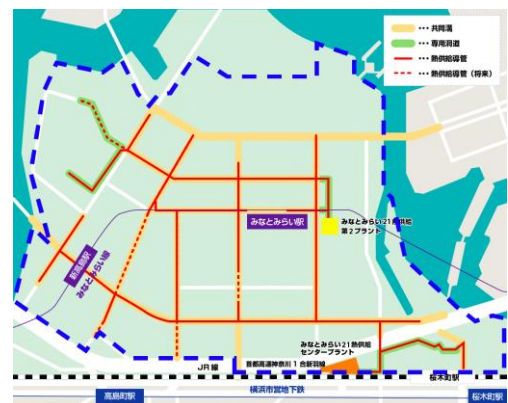 ･･･共同溝
･･･専用洞道
･･･熱供給導管
･･･熱供給導管（将来）
みなとみらい駅
みなとみらい21熱供給
第2プラント
新高島駅
みなとみらい線
みなとみらい21熱供給
センタープラント
首都高速神奈川1号横羽線
JR線
桜木町駅
横浜市営地下鉄
高島町駅
桜木町駅